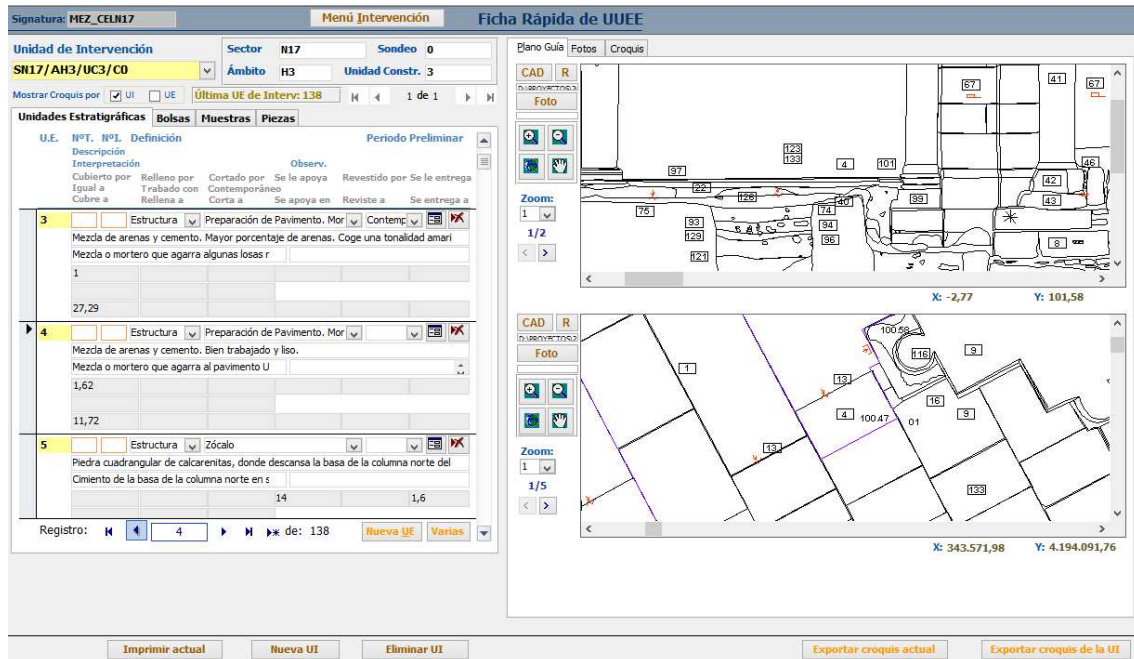 Signatura: MEZ_CELN17 Menú Intervención Ficha Rápida de UUEE
Unidad de Intervención
SN17/AH3/UC3/C0
Sector N17 Sondeo 0
Ámbito H3 Unidad Constr. 3
Mostrar Croquis por UI UE Última UE de Interv: 138 1 de 1
Unidades Estratigráficas Bolsas Muestras Piezas
U.E. NºT. NºI. Definición Periodo Preliminar
Descripción
Interpretación Observ.
Cubierto por Relleno por Cortado por Se le apoya Revestido por Se le entrega
Igual a Trabado con Contemporáneo
Cubre a Rellena a Corta a Se apoya en Reviste a Se entrega a
3 Estructura Preparación de Pavimento. Mor Contemp
Mezcla de arenas y cemento. Mayor porcentaje de arenas. Coge una tonalidad amari
Mezcla o mortero que agarra algunas losas r
1
27,29
4 Estructura Preparación de Pavimento. Mor
Mezcla de arenas y cemento. Bien trabajado y liso.
Mezcla o mortero que agarra al pavimento U
1,62
11,72
5 Estructura Zócalo
Piedra cuadrangular de calcarenitas, donde descansa la basa de la columna norte del
Cimiento de la basa de la columna norte en s
14 1,6
Registro: 4 de: 138 Nueva UE Varias
Plano Guía Fotos Croquis
CAD R
Foto
Zoom:
1
1/2
67 41 67
123
133 4 101 46
97
22 126 40 99 42
75 74 43
93 94
129 96 8
121
X: -2,77 Y: 101,58
CAD R
Foto
Zoom:
1
1/5
100.58
116 9
1
13
16
4 100.47 01 9
13
133
X: 343.571,98 Y: 4.194.091,76
Imprimir actual Nueva UI Eliminar UI Exportar croquis actual Exportar croquis de la UI